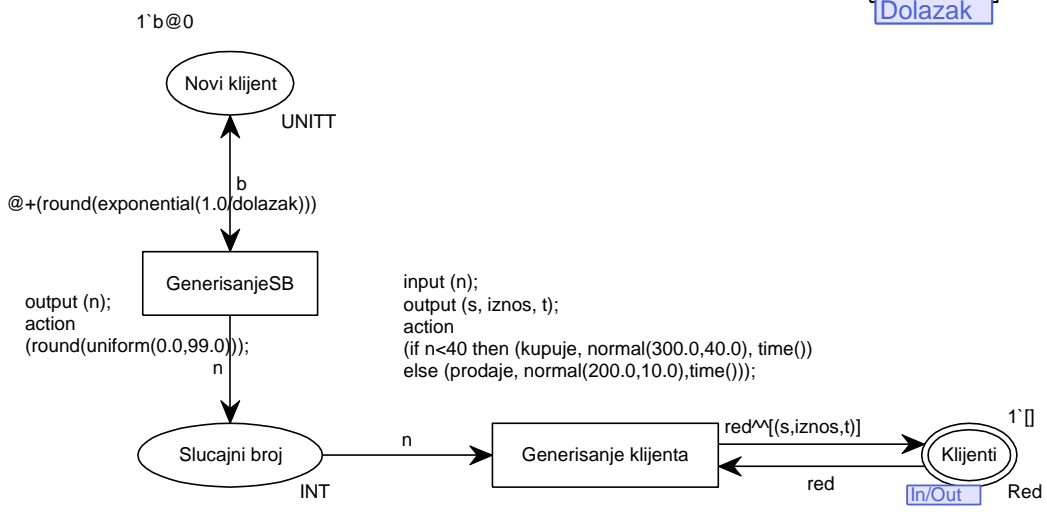 Dolazak
1`b@0
Novi klijent
UNITT
b
@+(round(exponential(1.0/dolazak)))
GenerisanjeSB
output (n);
action
(round(uniform(0.0,99.0)));
n
input (n);
output (s, iznos, t);
action
(if n<40 then (kupuje, normal(300.0,40.0), time())
else (prodaje, normal(200.0,10.0),time()));
Slucajni broj
INT
n
Generisanje klijenta
red^^[(s,iznos,t)]
red
1`[]
Klijenti
In/Out
Red